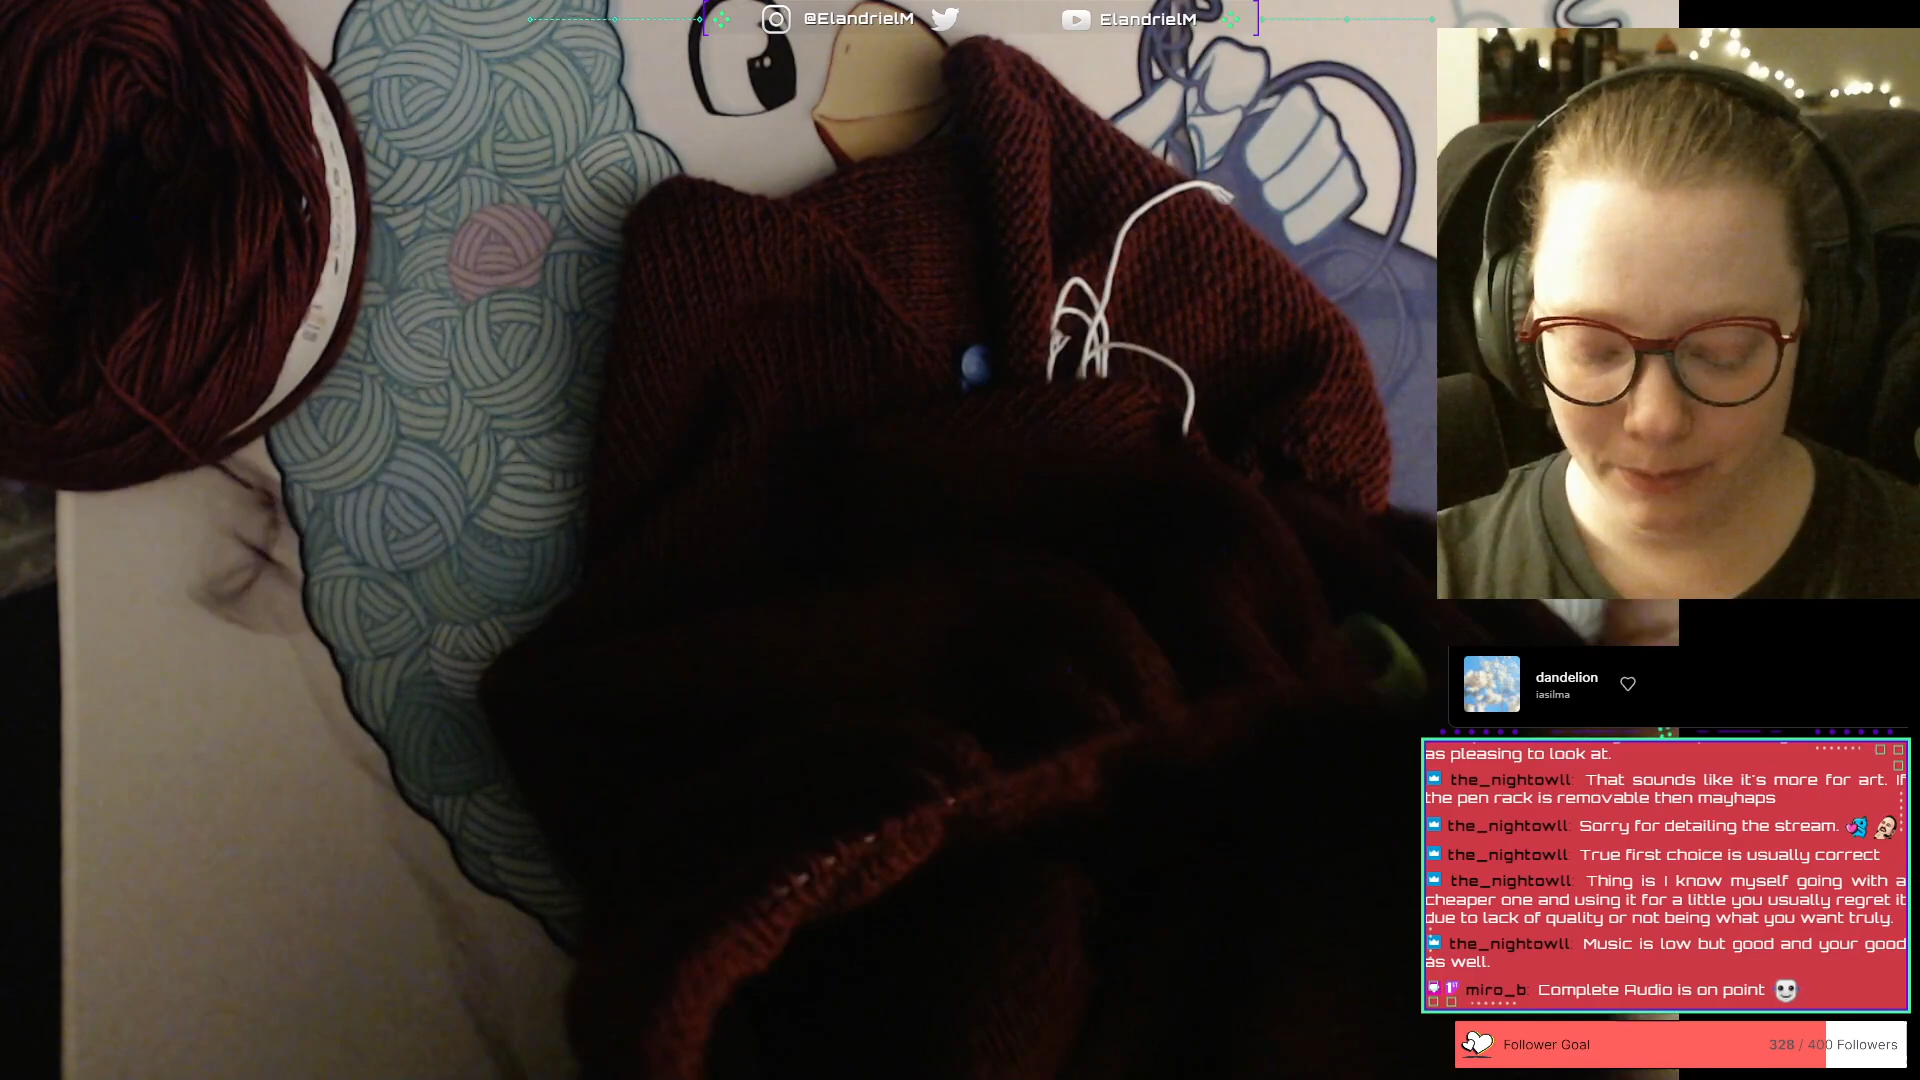 @ElandrielM
ElandrielM
dandelion
iasilma
as pleasing to look at.
the_nightowll: That sounds like it's more for art. If
the pen rack is removable then mayhaps
the_nightowll: Sorry for detailing the stream.
the_nightowll: True first choice is usually correct
the_nightowll: Thing is I know myself going with a
cheaper one and using it for a little you usually regret it
due to lack of quality or not being what you want truly.
the_nightowll: Music is low but good and your good
as well.
1ST miro_b: Complete Audio is on point
Follower Goal 328 / 400 Followers